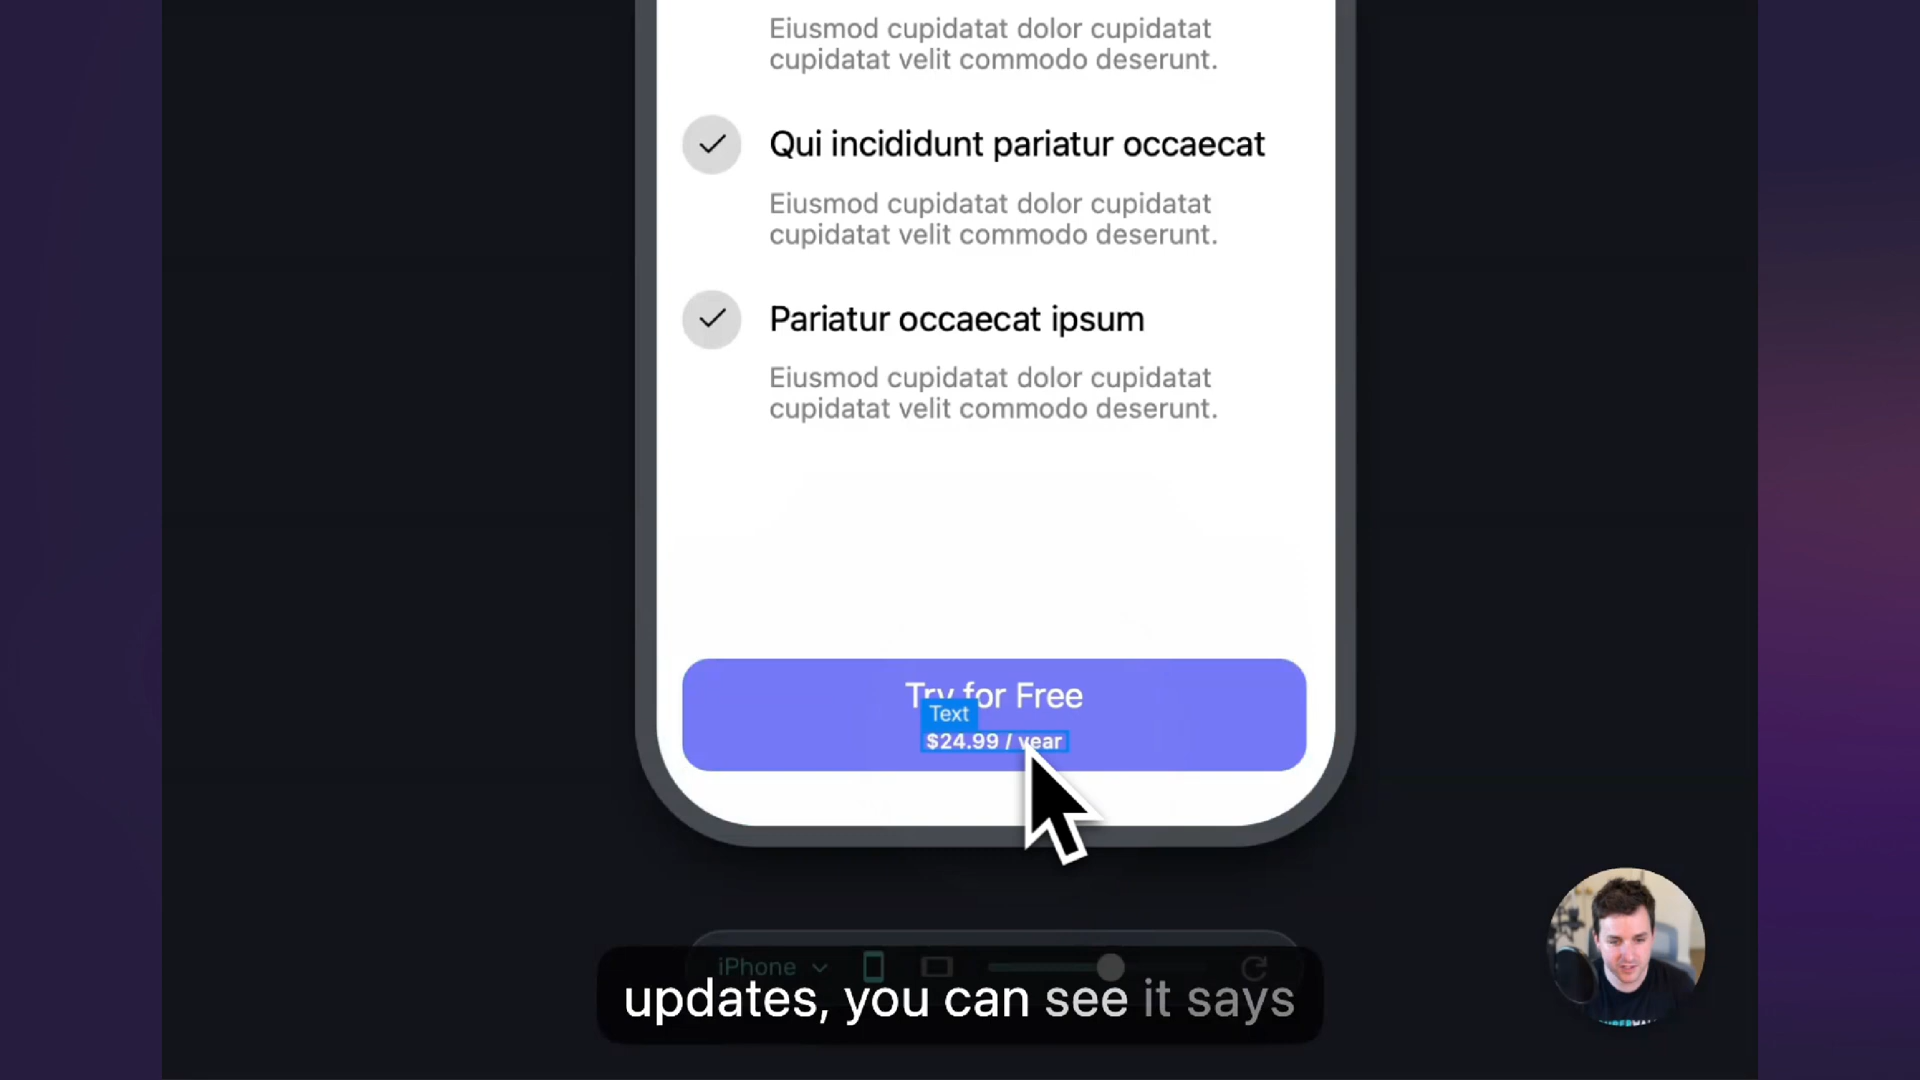 Eiusmod cupidatat dolor cupidatat
cupidatat velit commodo deserunt.
Qui incididunt pariatur occaecat
Eiusmod cupidatat dolor cupidatat
cupidatat velit commodo deserunt.
Pariatur occaecat ipsum
Eiusmod cupidatat dolor cupidatat
cupidatat velit commodo deserunt.
Try for Free
Text
$24.99 / year
iPhone
updates, you can see it says